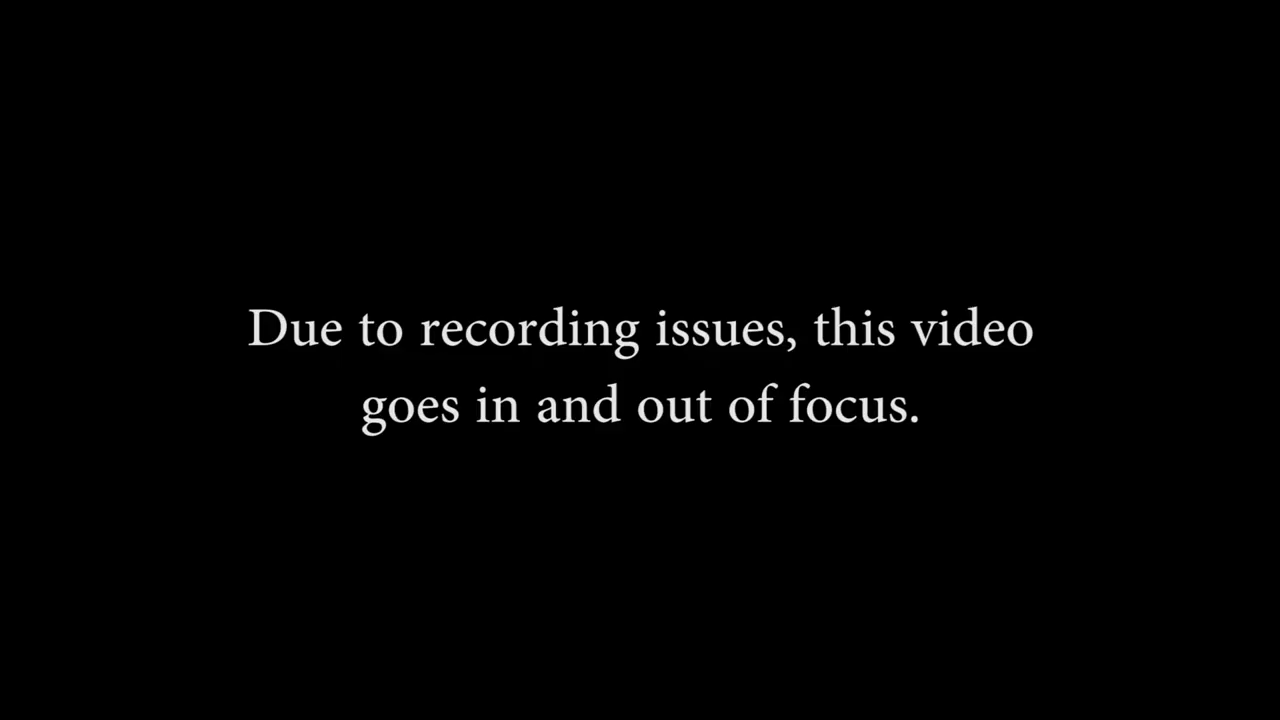 Due to recording issues, this video
goes in and out of focus.